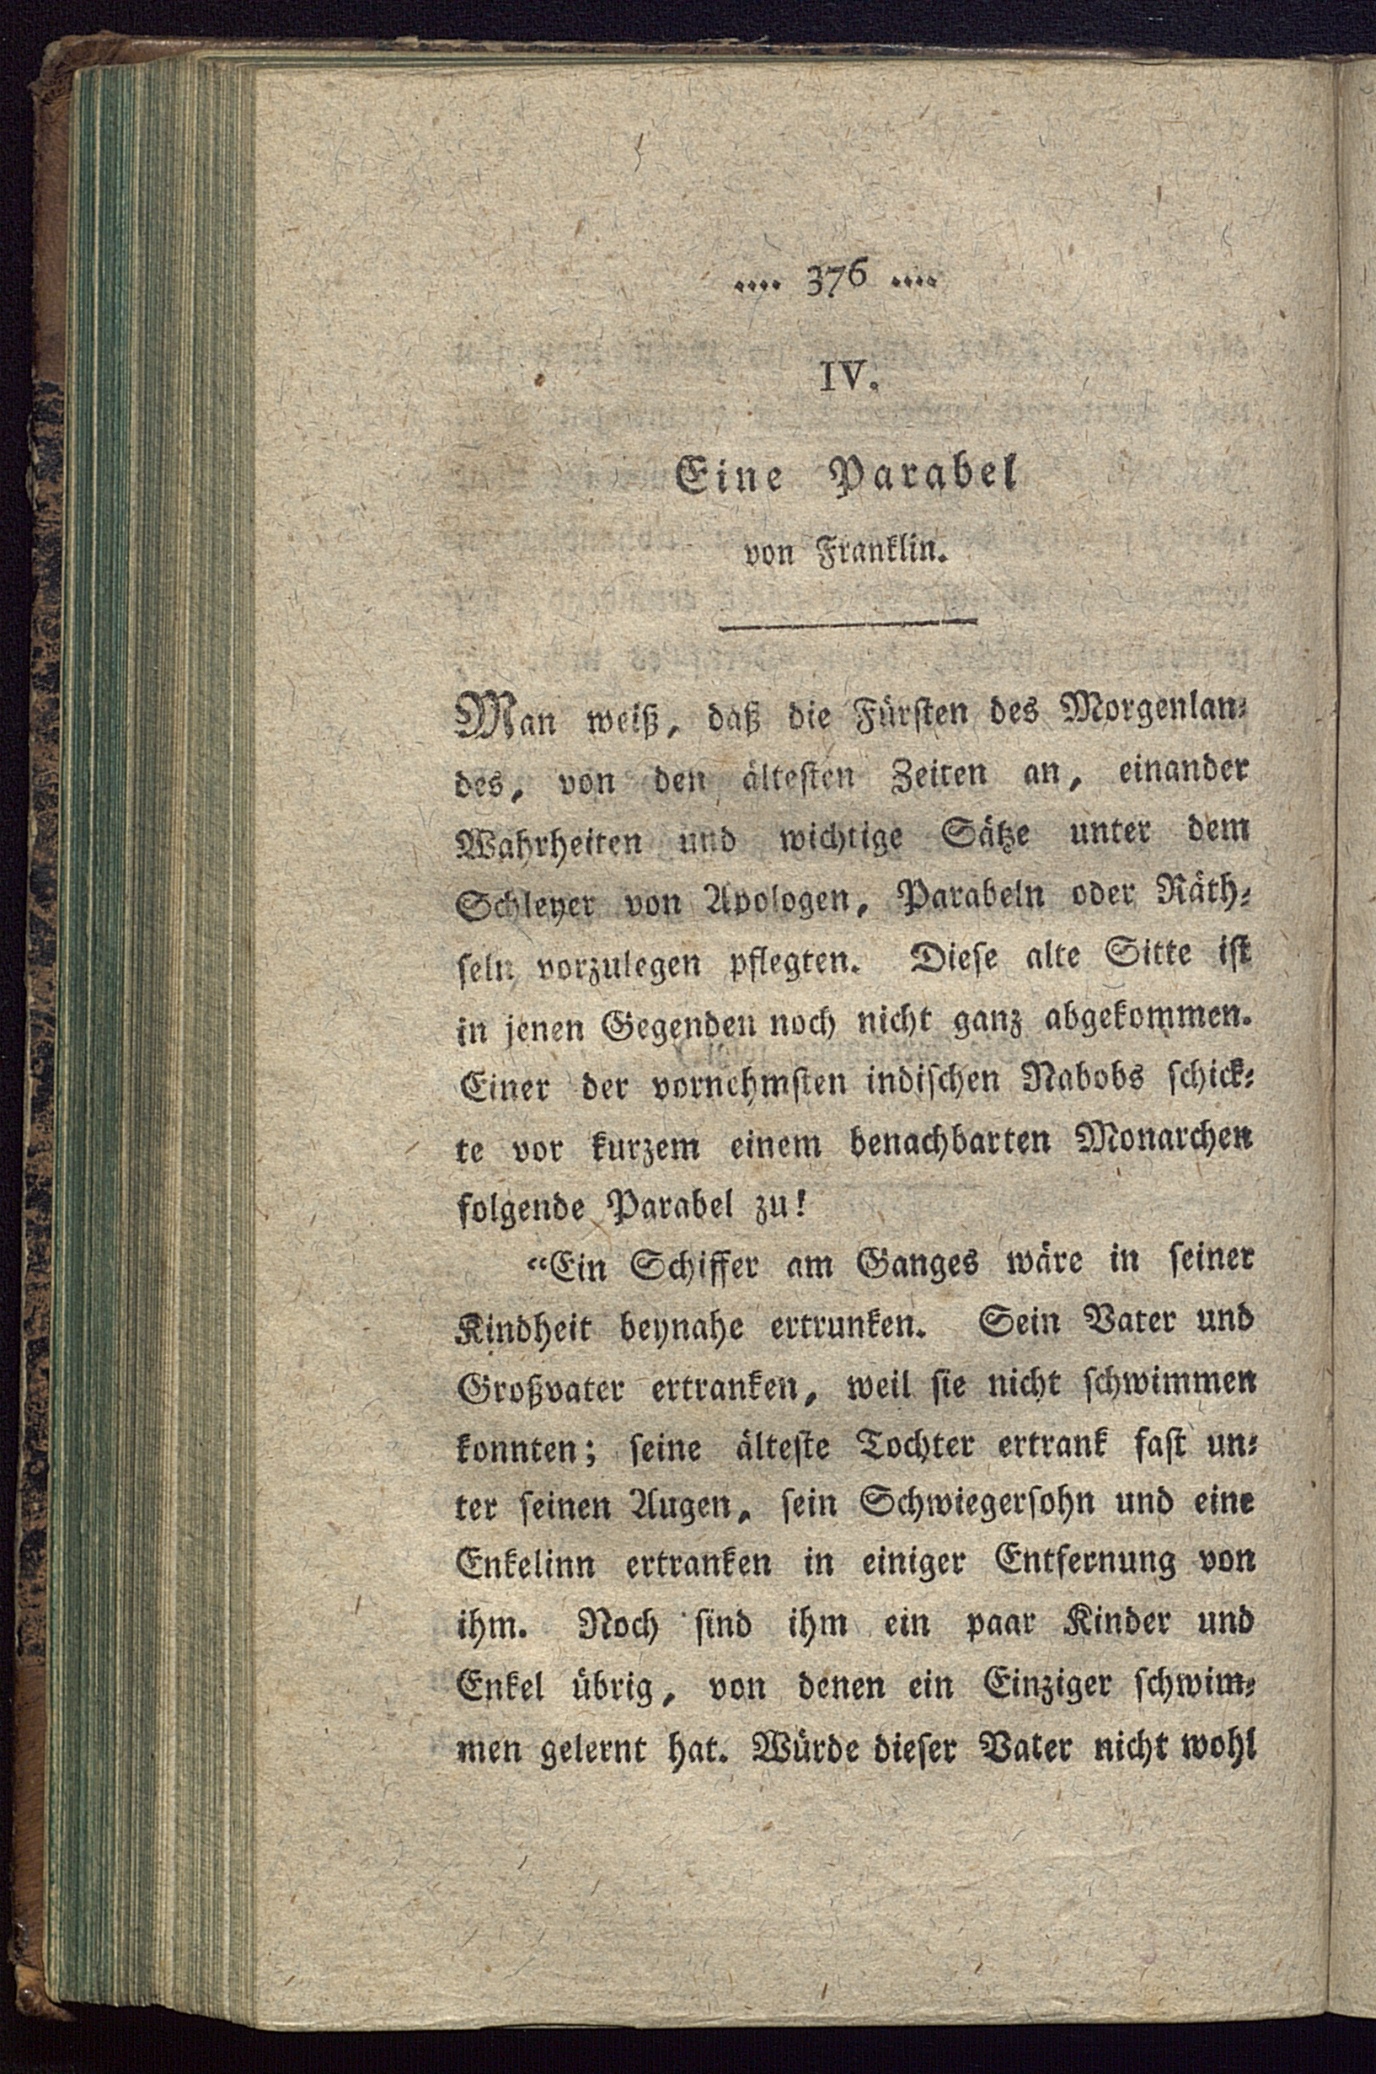 .... 376 ....
IV.
Eine Parabel
von Franklin.
Man weiß, daß die Fürsten des Morgenlan-
des, von den ältesten Zeiten an, einander
Wahrheiten und wichtige Sätze unter dem
Schleyer von Apologen, Parabeln oder Räth-
seln vorzulegen pflegten. Diese alte Sitte ist
in jenen Gegenden noch nicht ganz abgekommen.
Einer der vornehmsten indischen Nabobs schick-
te vor kurzem einem benachbarten Monarchen
folgende Parabel zu!
“Ein Schiffer am Ganges wäre in seiner
Kindheit beynahe ertrunken. Sein Vater und
Großvater ertranken, weil sie nicht schwimmen
konnten; seine älteste Tochter ertrank fast un-
ter seinen Augen, sein Schwiegersohn und eine
Enkelinn ertranken in einiger Entfernung von
ihm. Noch sind ihm ein paar Kinder und
Enkel übrig, von denen ein Einziger schwim-
men gelernt hat. Würde dieser Vater nicht wohl